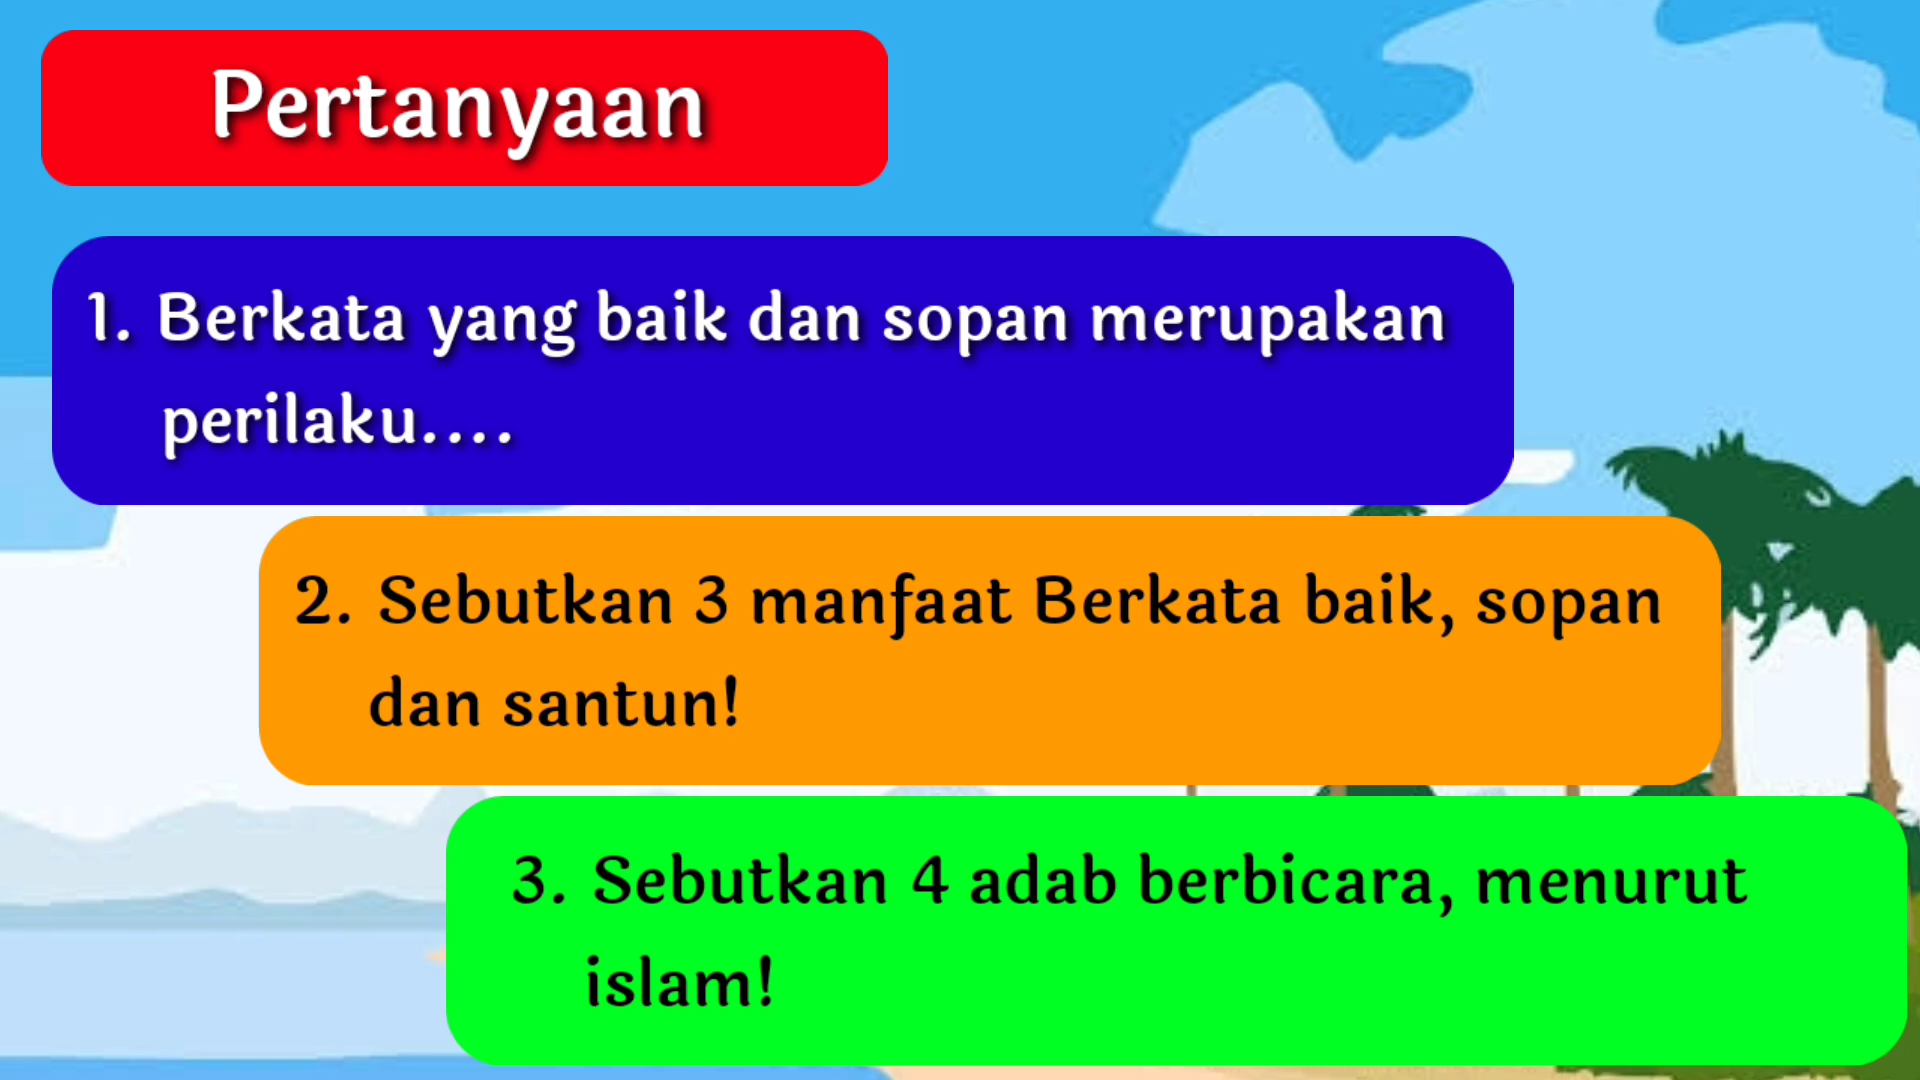 Pertanyaan
1. Berkata yang baik dan sopan merupakan
perilaku....
2. Sebutkan 3 manfaat Berkata baik, sopan
dan santun!
3. Sebutkan 4 adab berbicara, menurut
islam!